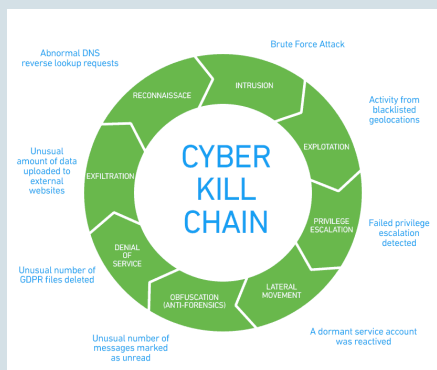 Brute Force Attack
Abnormal DNS
reverse lookup requests
RECONNAISSACE
INTRUSION
Activity from
blacklisted
geolocations
EXPLOTATION
Unusual
amount of data
uploaded to
external
websites
EXFILTRATION
CYBER
KILL
CHAIN
PRIVILEGE
ESCALATION
Failed privilege
escalation
detected
DENIAL
OF
SERVICE
Unusual number of
GDPR files deleted
LATERAL
MOVEMENT
OBFUSCATION
(ANTI-FORENSICS)
A dormant service account
was reactived
Unusual number of
messages marked
as unread